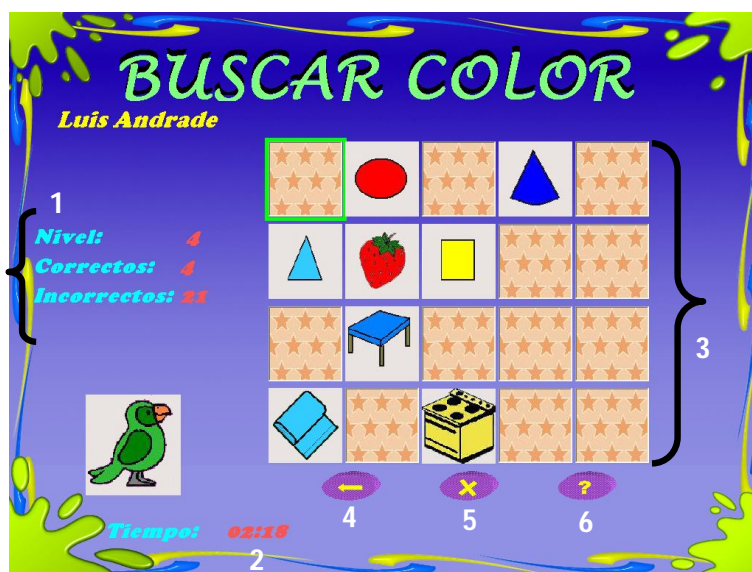 BUSCAR COLOR
Luis Andrade
1
Nivel: 4
Correctos: 4
Incorrectos: 21
3
4
5
?
6
Tiempo: 02:18
2